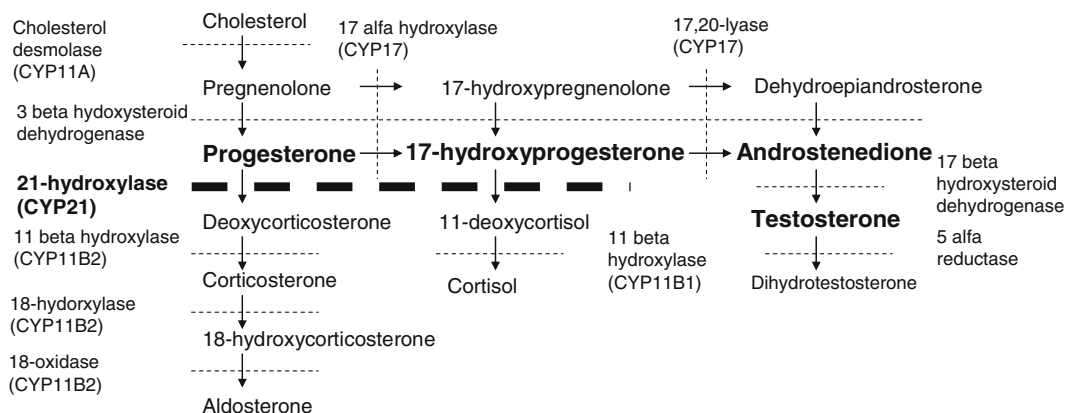 Cholesterol
desmolase
(CYP11A)
Cholesterol
17 alfa hydroxylase
(CYP17)
17,20-lyase
(CYP17)
Pregnenolone
17-hydroxypregnenolone
Dehydroepiandrosterone
3 beta hydoxysteroid
dehydrogenase
Progesterone
17-hydroxyprogesterone
Androstenedione
17 beta
hydroxysteroid
dehydrogenase
21-hydroxylase
(CYP21)
Deoxycorticosterone
11-deoxycortisol
Testosterone
11 beta hydroxylase
(CYP11B2)
11 beta
hydroxylase
(CYP11B1)
5 alfa
reductase
Corticosterone
Cortisol
Dihydrotestosterone
18-hydorxylase
(CYP11B2)
18-hydroxycorticosterone
18-oxidase
(CYP11B2)
Aldosterone